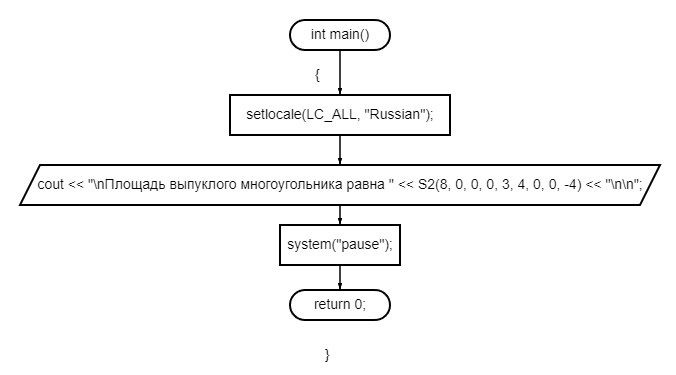 int main()
{
setlocale(LC_ALL, "Russian");
cout << "\nПлощадь выпуклого многоугольника равна " << S2(8, 0, 0, 0, 3, 4, 0, 0, -4) << "\n\n";
system("pause");
return 0;
}